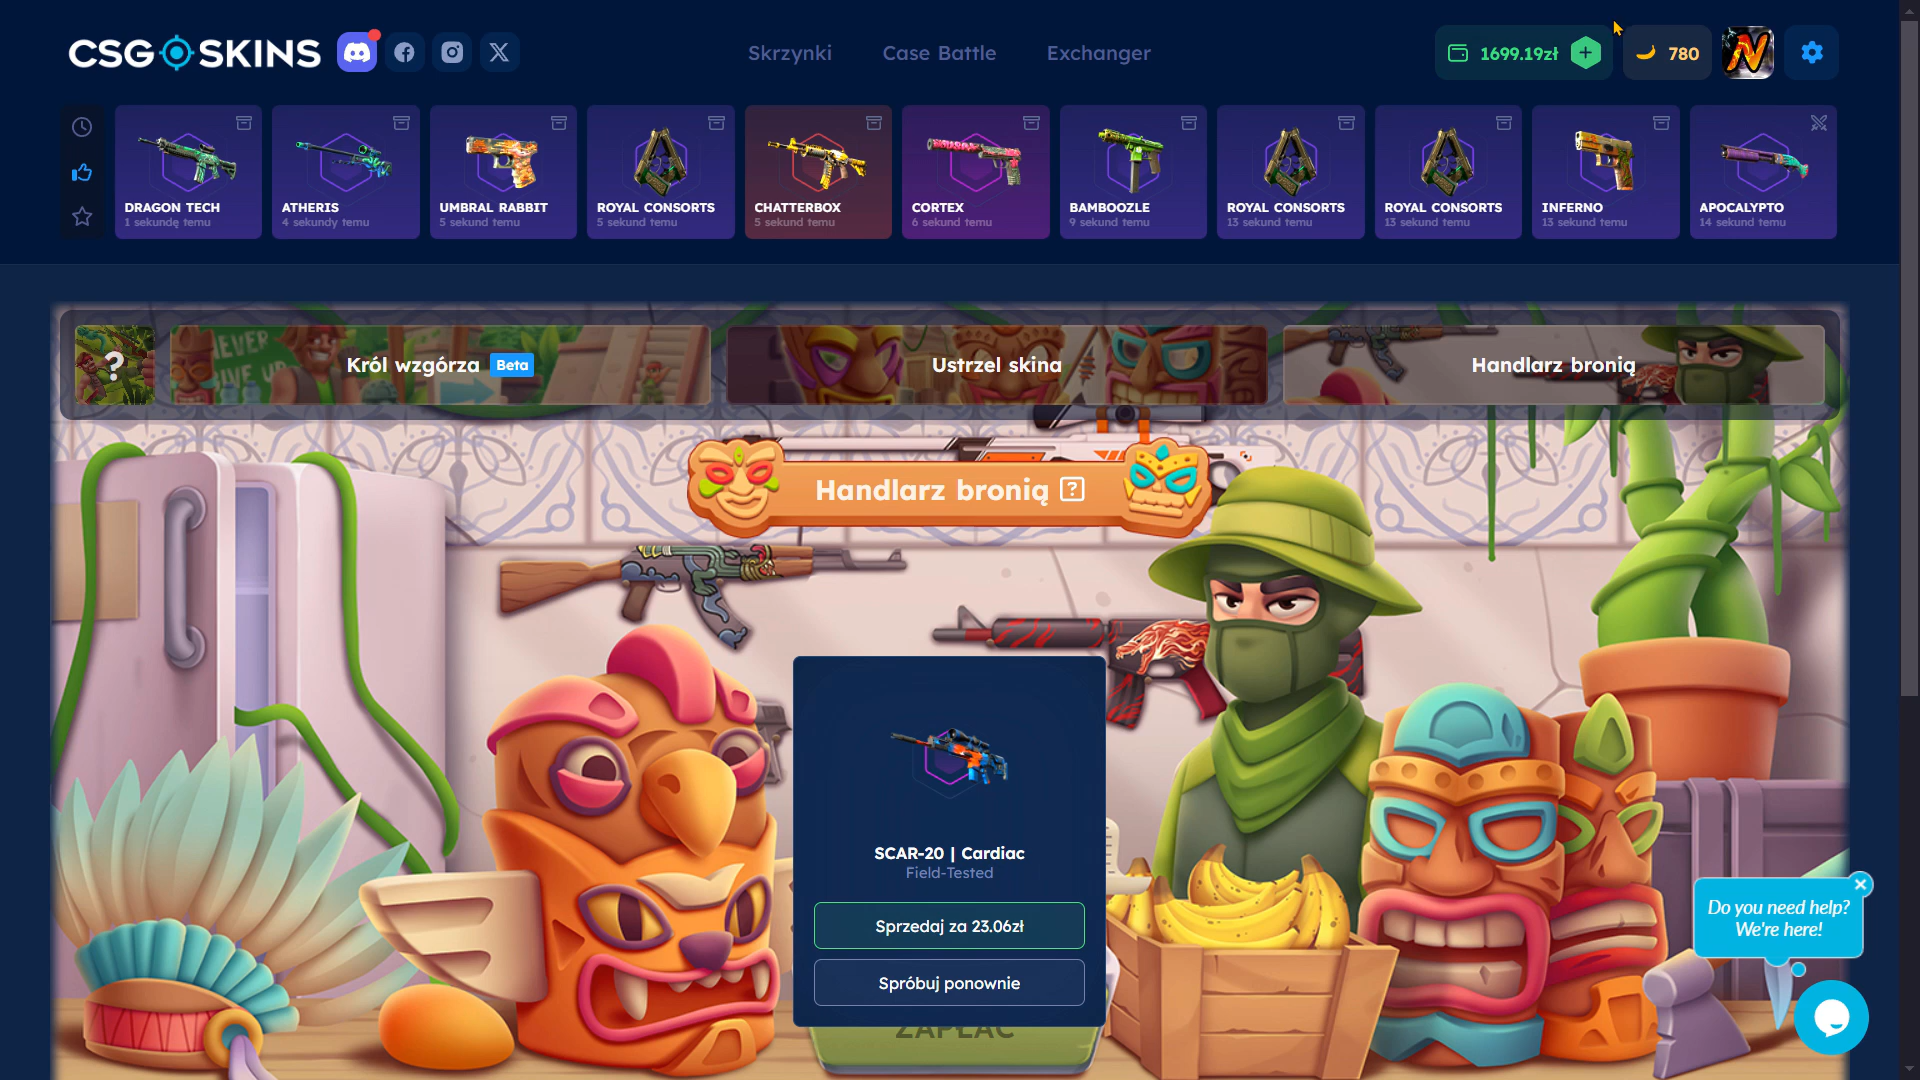 CSGOSKINS
Skrzynki
Case Battle
Exchanger
1699.19zł
780
DRAGON TECH
1 sekundę temu
ATHERIS
4 sekundy temu
UMBRAL RABBIT
5 sekund temu
ROYAL CONSORTS
5 sekund temu
CHATTERBOX
5 sekund temu
CORTEX
6 sekund temu
BAMBOOZLE
9 sekund temu
ROYAL CONSORTS
13 sekund temu
ROYAL CONSORTS
13 sekund temu
INFERNO
13 sekund temu
APOCALYPTO
14 sekund temu
?
NEVER
GIVE UP
Król wzgórza Beta
Ustrzel skina
Handlarz bronią
Handlarz bronią ?
SCAR-20 | Cardiac
Field-Tested
Sprzedaj za 23.06zł
Spróbuj ponownie
ZAPŁAĆ
Do you need help?
We're here!